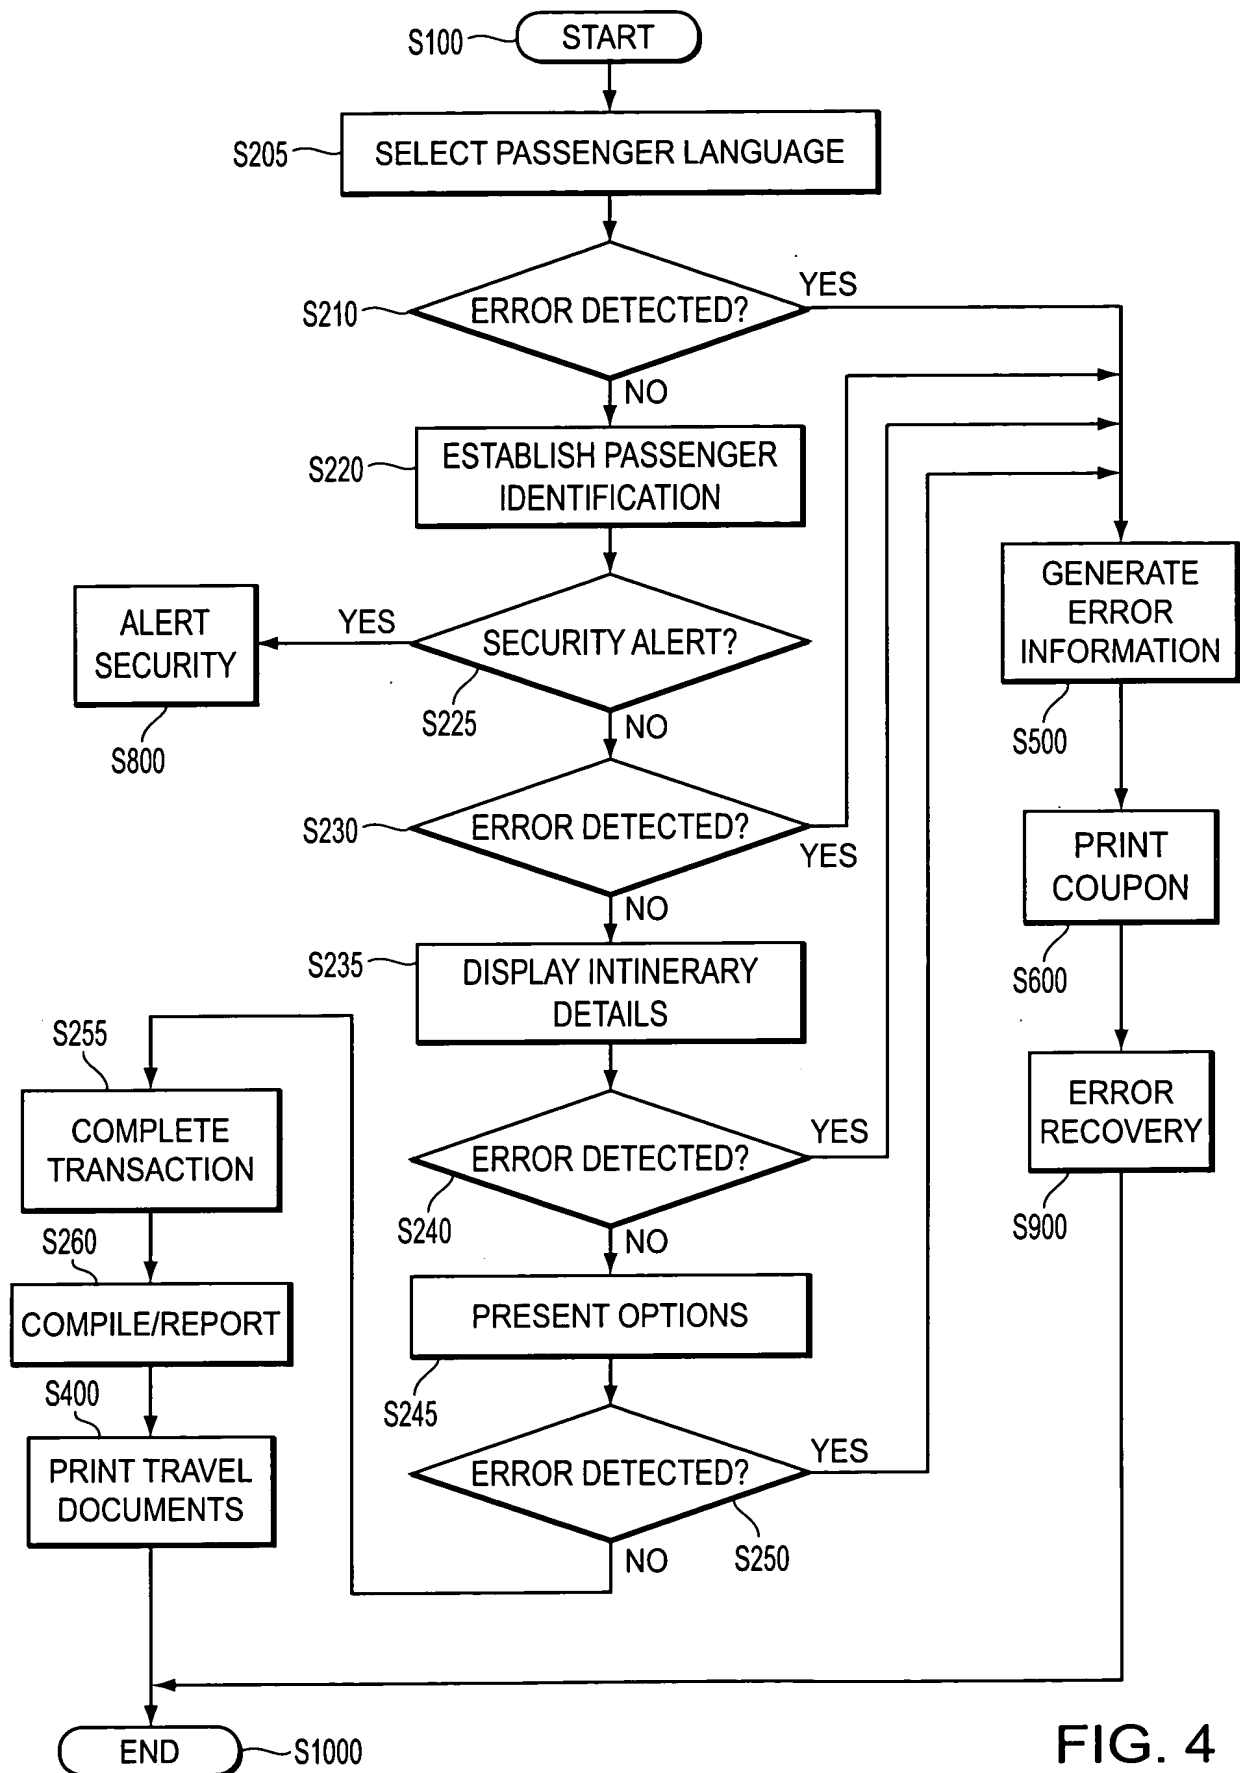 S100
START
S205
SELECT PASSENGER LANGUAGE
S210
ERROR DETECTED?
YES
NO
S220
ESTABLISH PASSENGER
IDENTIFICATION
ALERT
SECURITY
S800
YES
SECURITY ALERT?
S225
NO
GENERATE
ERROR
INFORMATION
S500
S230
ERROR DETECTED?
YES
NO
PRINT
COUPON
S600
S235
DISPLAY INTINERARY
DETAILS
S255
COMPLETE
TRANSACTION
ERROR DETECTED?
YES
S240
NO
ERROR
RECOVERY
S900
S260
COMPILE/REPORT
PRESENT OPTIONS
S245
S400
PRINT TRAVEL
DOCUMENTS
ERROR DETECTED?
YES
S250
NO
END
S1000
FIG. 4